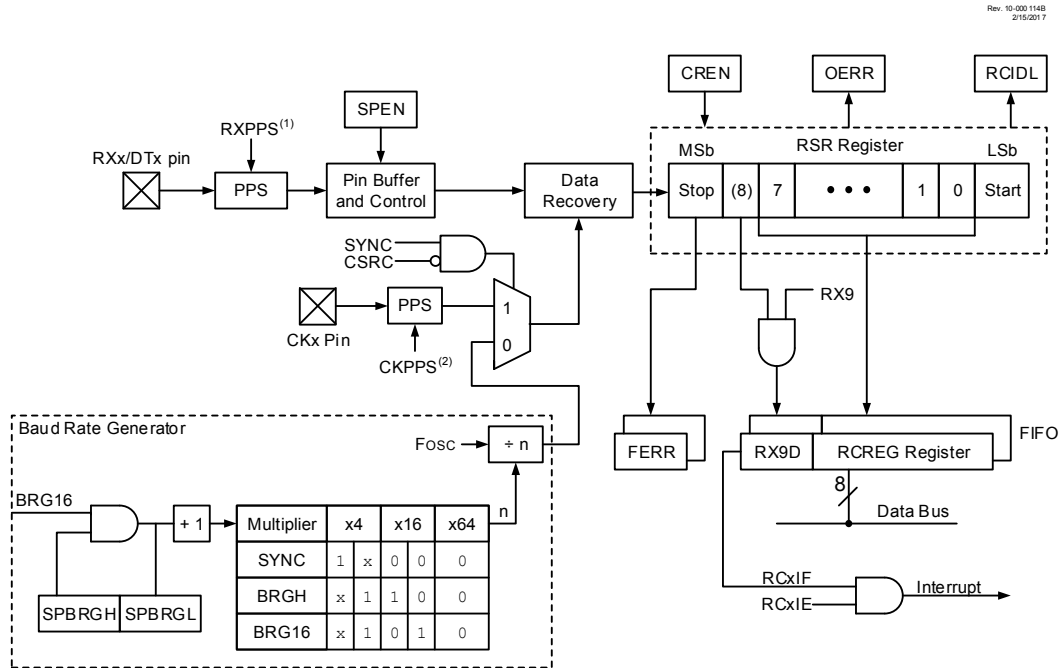 Rev. 10-000 114B
2/15/2017
CREN
OERR
RCIDL
SPEN
RXPPS(1)
RXx/DTx pin
PPS
Pin Buffer
and Control
Data
Recovery
MSb
RSR Register
LSb
Stop
(8)
7
• • •
1
0
Start
SYNC
CSRC
RX9
PPS
1
0
CKx Pin
CKPPS(2)
Baud Rate Generator
FOSC
÷ n
FERR
RX9D
RCREG Register
FIFO
BRG16
+ 1
n
8
Data Bus
Multiplier x4 x16 x64
SYNC 1 x 0 0 0
BRGH x 1 1 0 0
BRG16 x 1 0 1 0
SPBRGH
SPBRGL
RCxIF
RCxIE
Interrupt